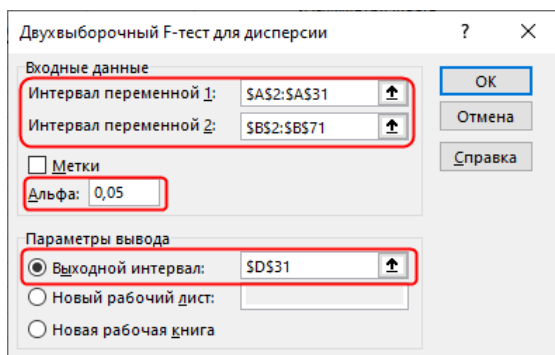 Двухвыборочный F-тест для дисперсии ? ×
Входные данные
Интервал переменной 1: $A$2:$A$31
Интервал переменной 2: $B$2:$B$71
Метки
Альфа: 0,05
ОК
Отмена
Справка
Параметры вывода
Выходной интервал: $D$31
Новый рабочий лист:
Новая рабочая книга